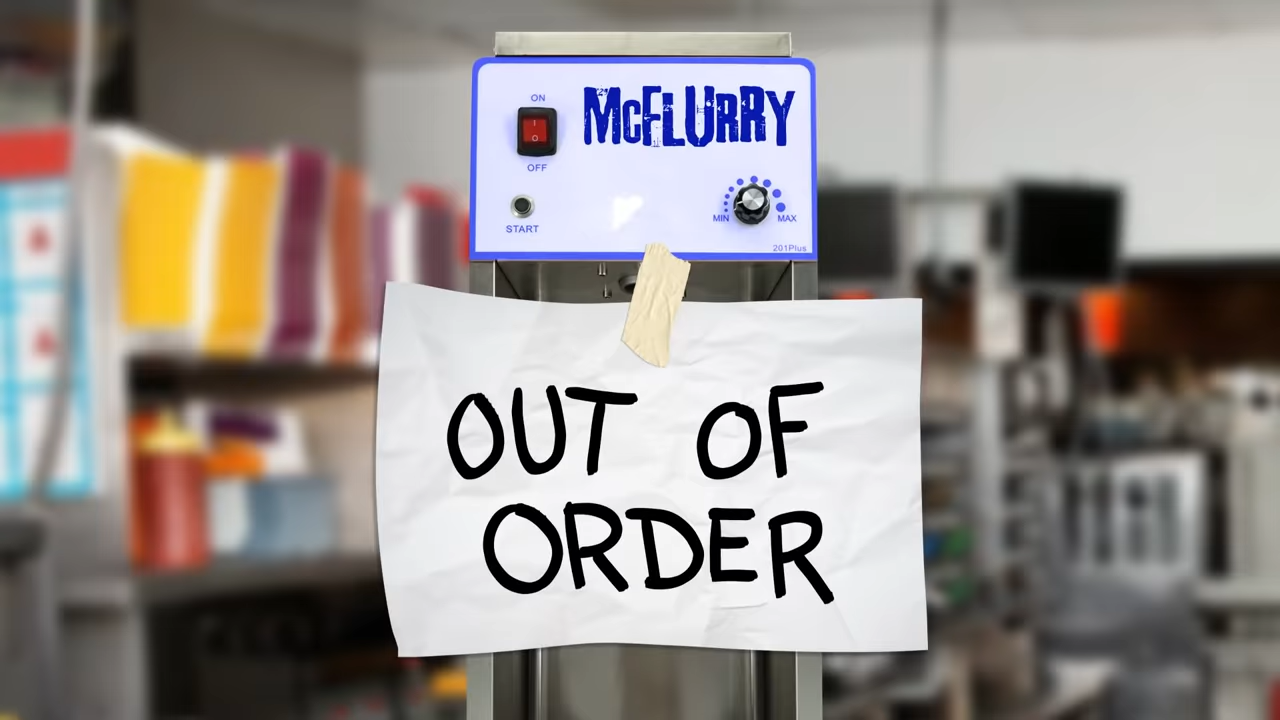 ON
McFLURRY
OFF
START
MIN
MAX
201Plus
OUT OF
ORDER